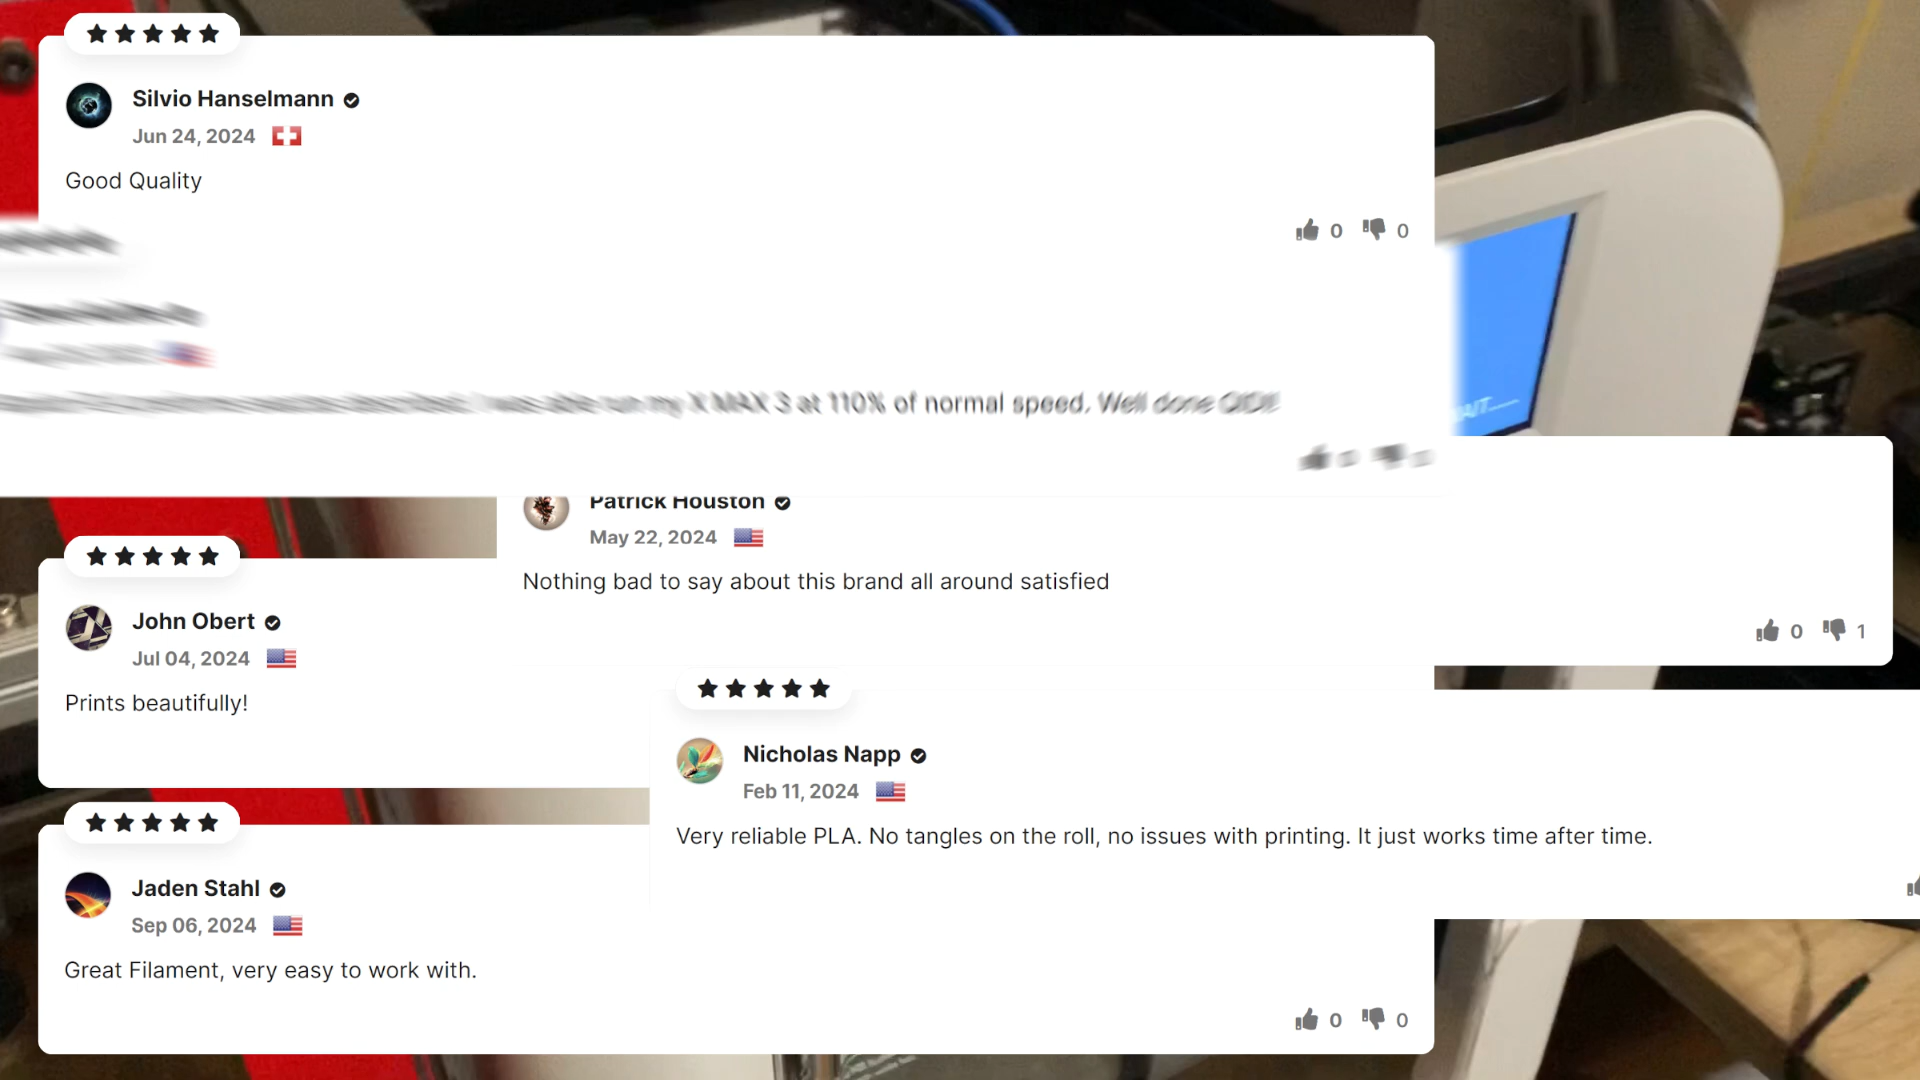 Silvio Hanselmann
Jun 24, 2024
Good Quality
0 0
my X MAX 3 at 110% of normal speed. Well done QIDI!
Patrick Houston
May 22, 2024
Nothing bad to say about this brand all around satisfied
0 1
John Obert
Jul 04, 2024
Prints beautifully!
Nicholas Napp
Feb 11, 2024
Very reliable PLA. No tangles on the roll, no issues with printing. It just works time after time.
Jaden Stahl
Sep 06, 2024
Great Filament, very easy to work with.
0 0